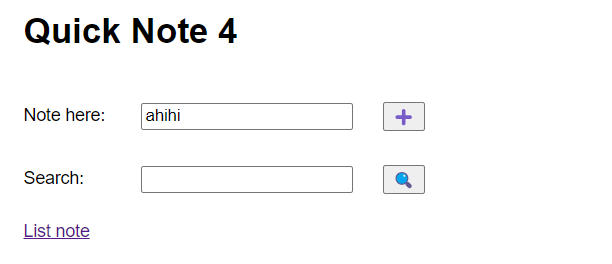 Quick Note 4
Note here: ahihi
Search:
List note